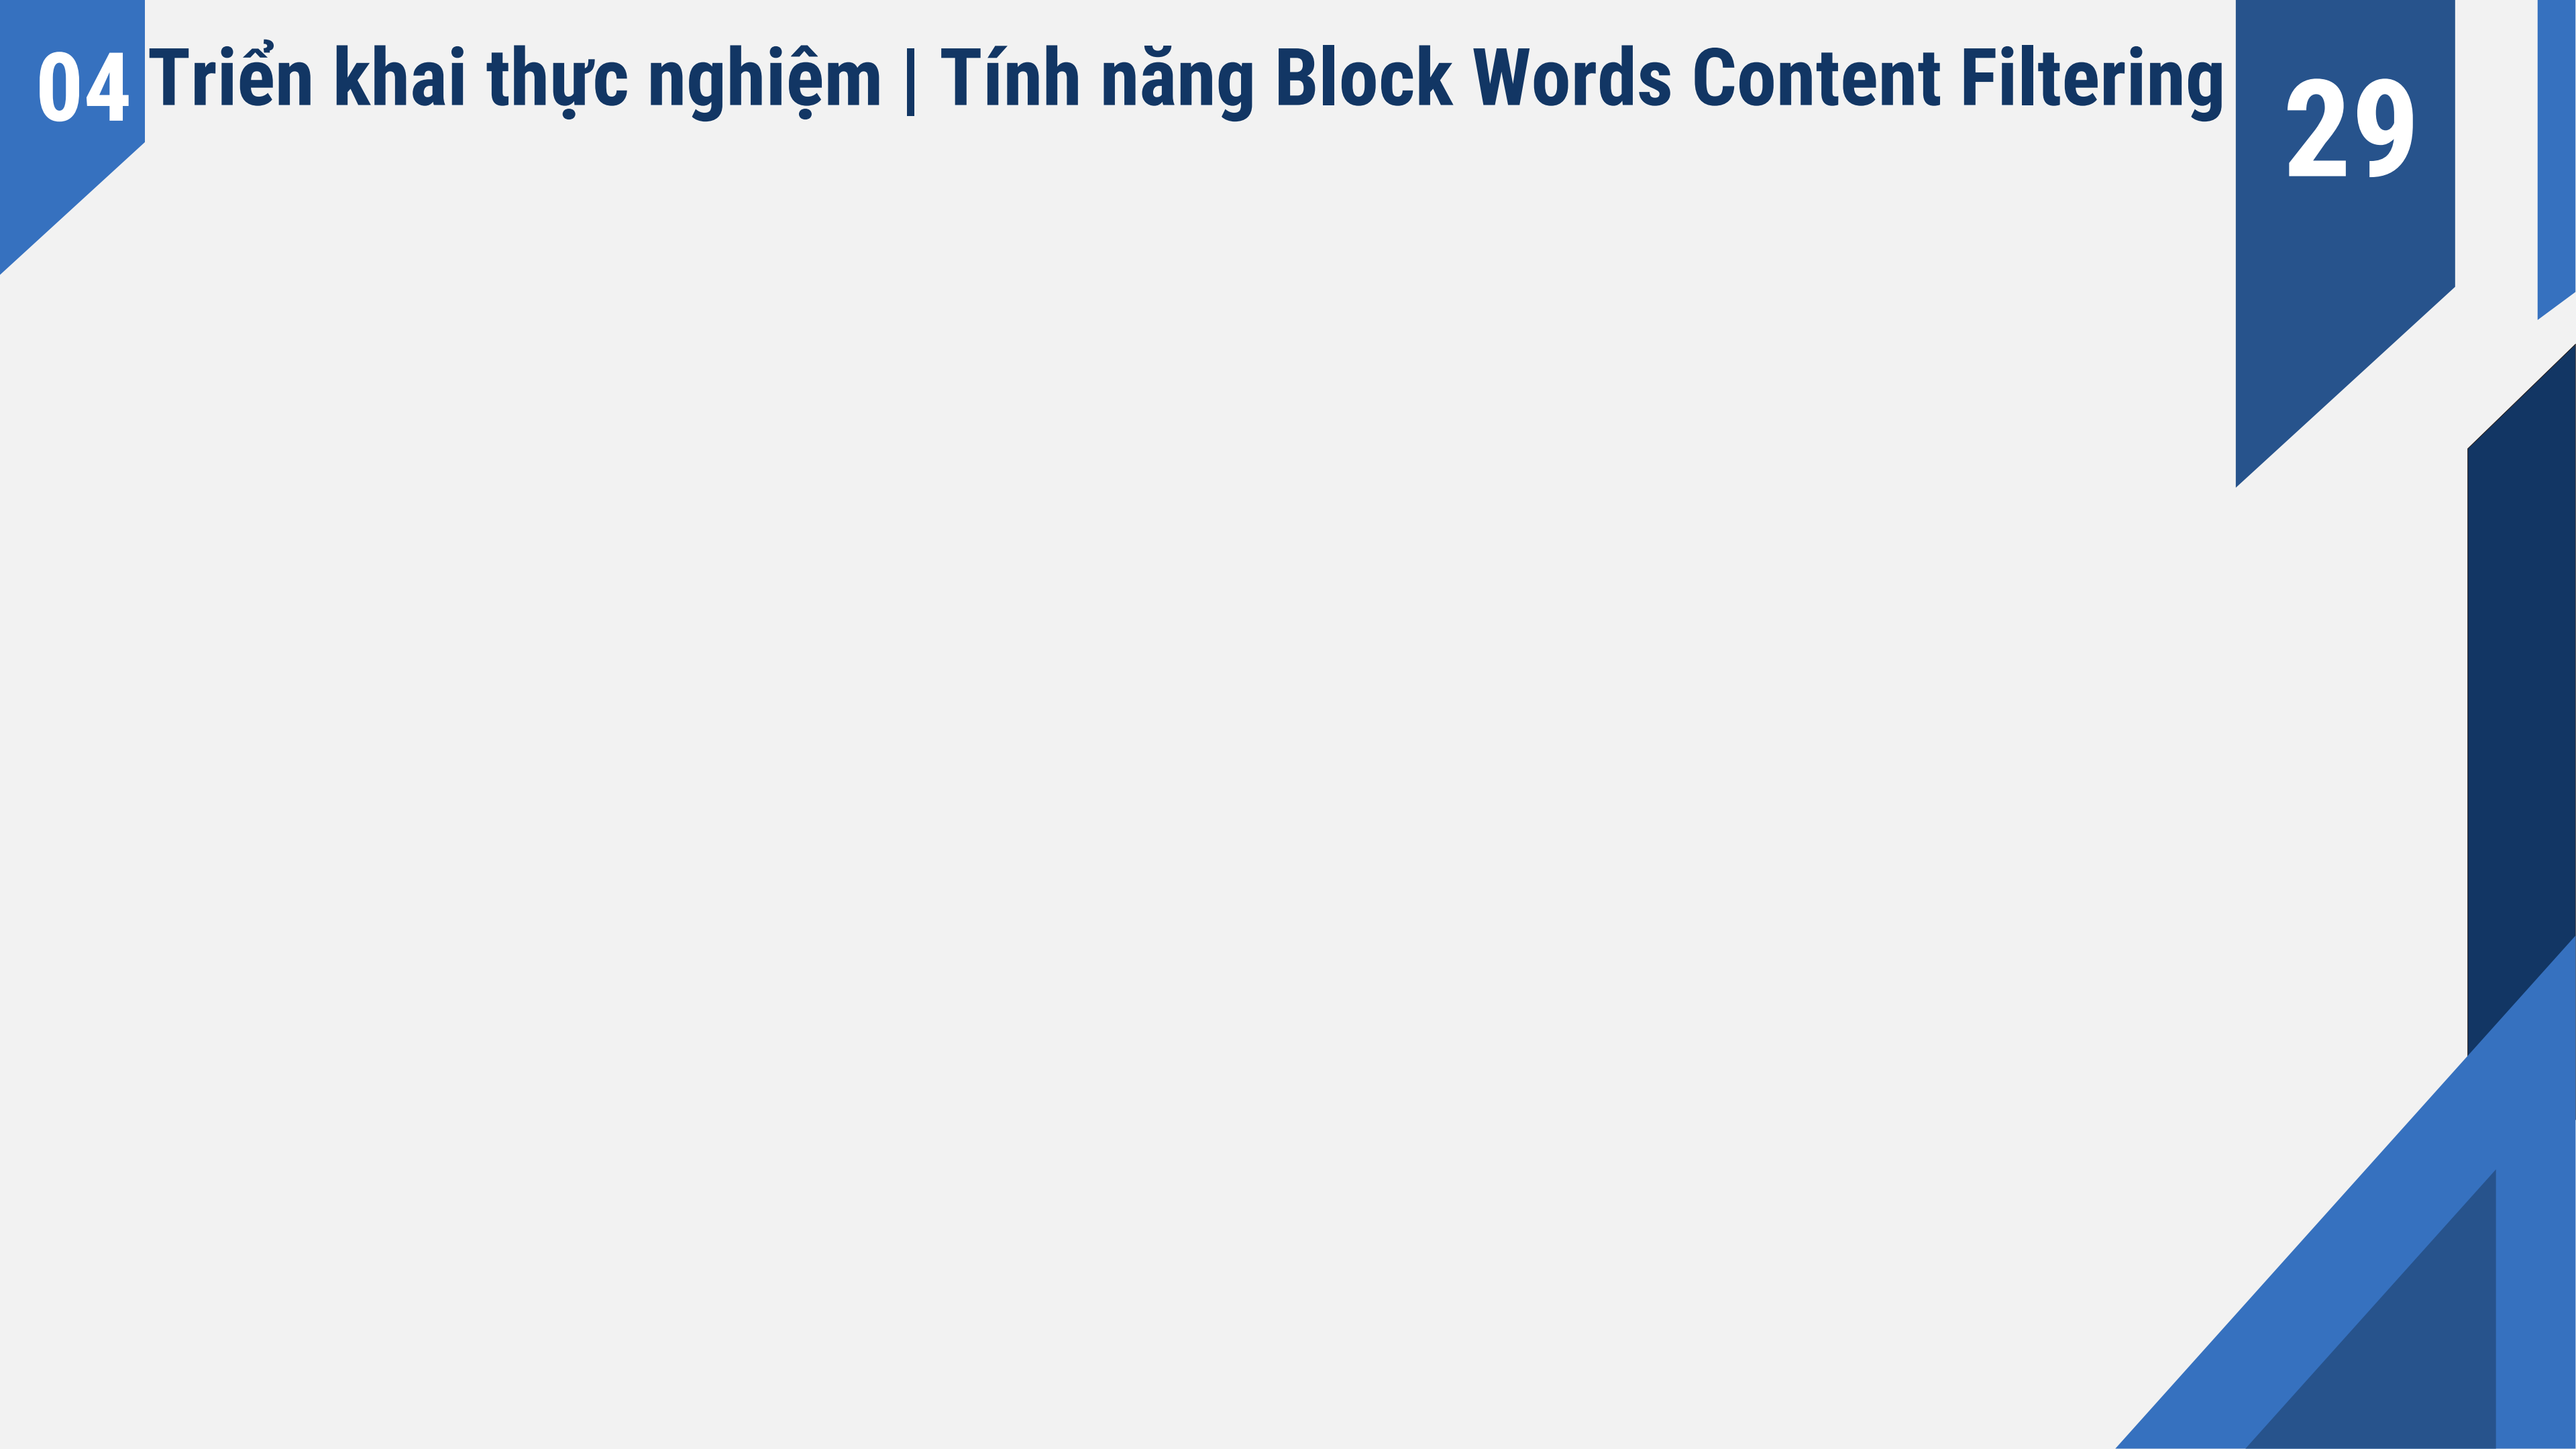 04
Triển khai thực nghiệm | Tính năng Block Words Content Filtering
29